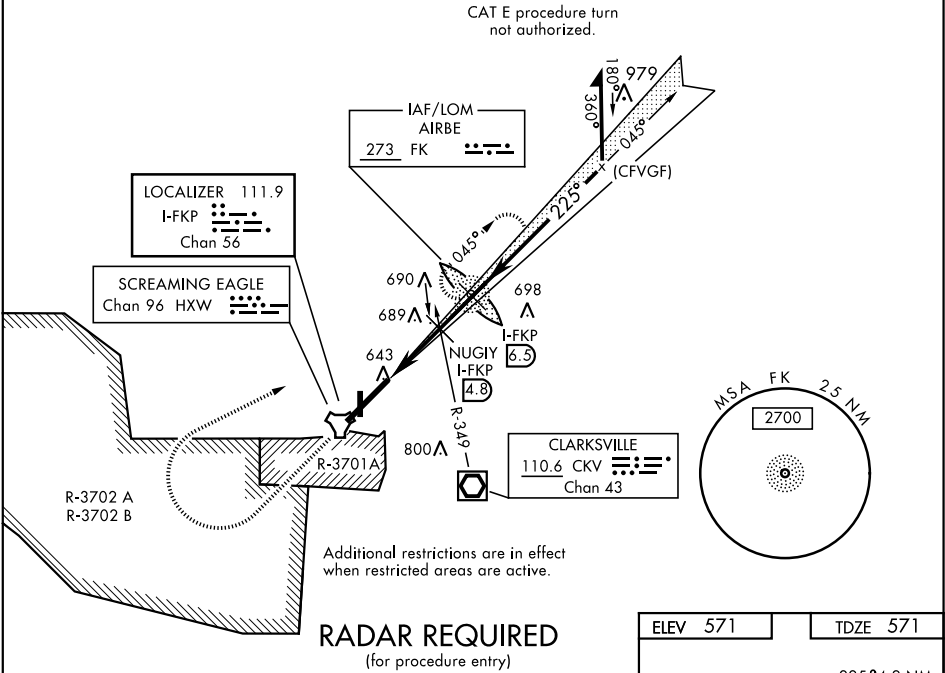 CAT E procedure turn
not authorized.
979
180°
360°
045°
(CFVGF)
225°
IAF/LOM
AIRBE
273 FK
LOCALIZER 111.9
I-FKP
Chan 56
SCREAMING EAGLE
Chan 96 HXW
045°
690
689
698
I-FKP
6.5
NUGIY
I-FKP
4.8
643
R-349
800
R-3701A
R-3702 A
R-3702 B
CLARKSVILLE
110.6 CKV
Chan 43
MSA FK 25 NM
2700
Additional restrictions are in effect
when restricted areas are active.
RADAR REQUIRED
(for procedure entry)
ELEV 571
TDZE 571